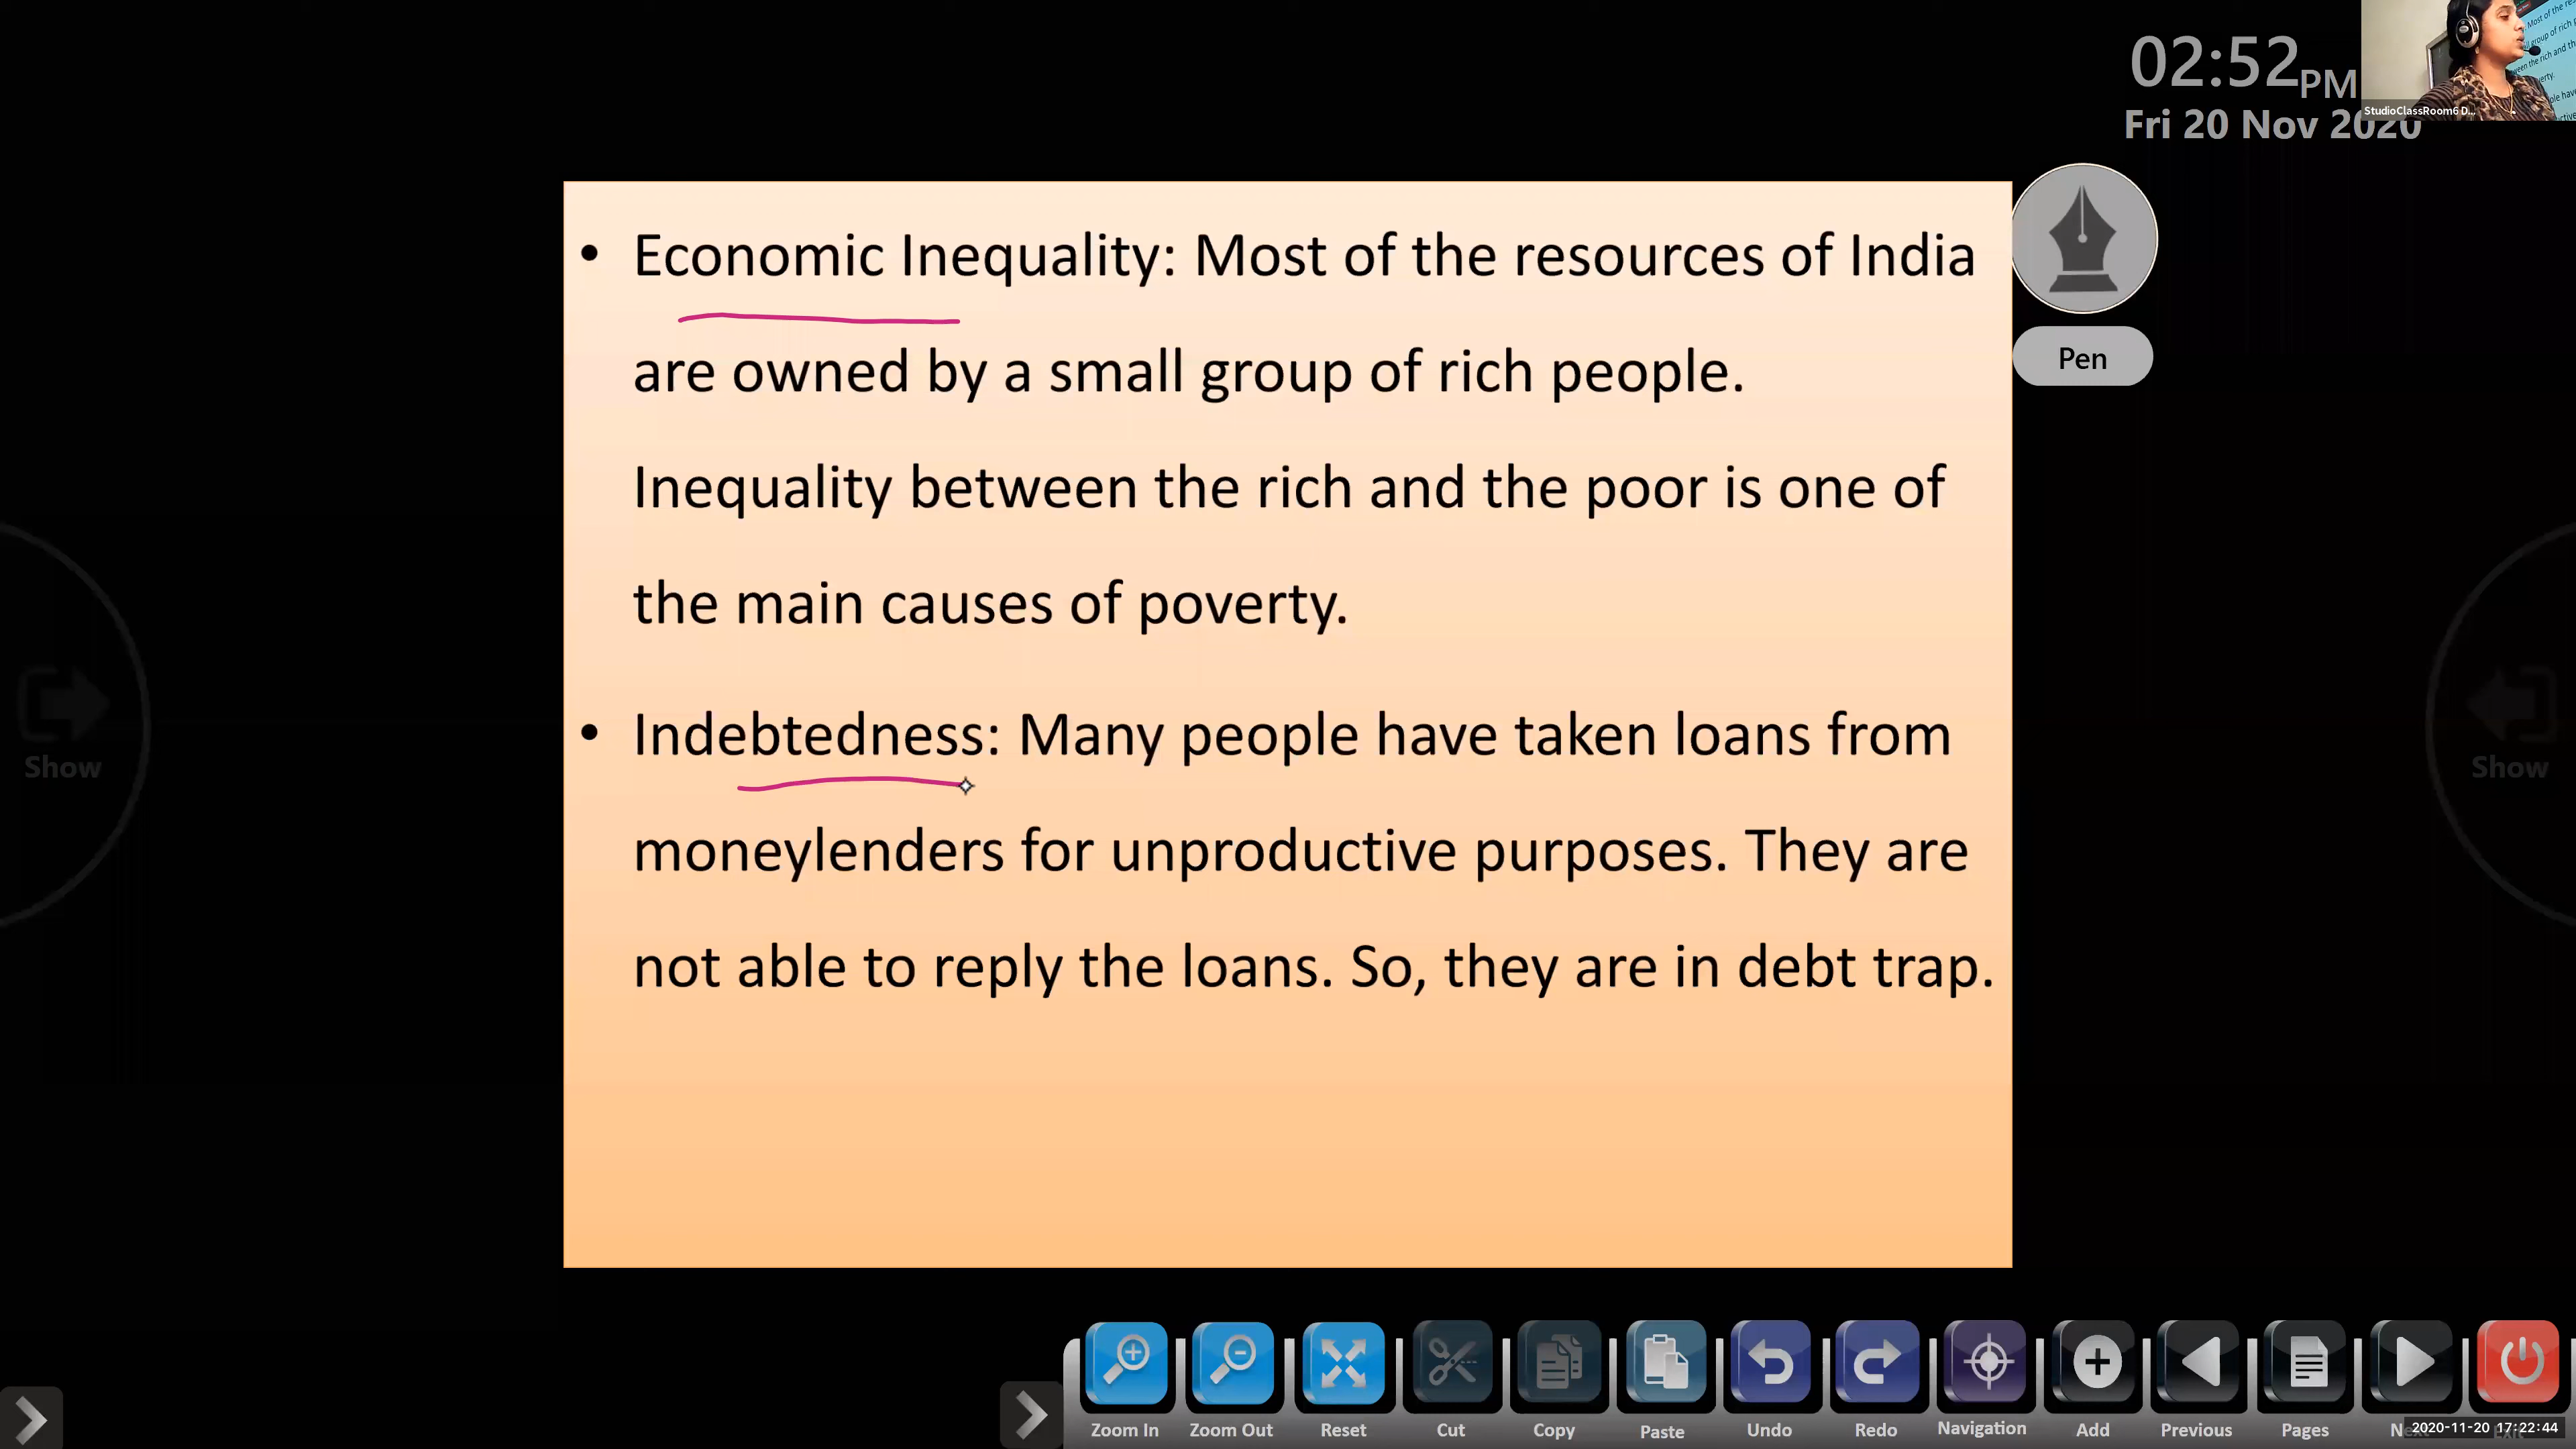 02:52 PM
StudioClassRoom6 D...
Fri 20 Nov 2020
Pen
• Economic Inequality: Most of the resources of India
are owned by a small group of rich people.
Inequality between the rich and the poor is one of
the main causes of poverty.
• Indebtedness: Many people have taken loans from
moneylenders for unproductive purposes. They are
not able to reply the loans. So, they are in debt trap.
Show
Show
Zoom In Zoom Out Reset Cut Copy Paste Undo Redo Navigation Add Previous Pages
2020-11-20 17:22:44